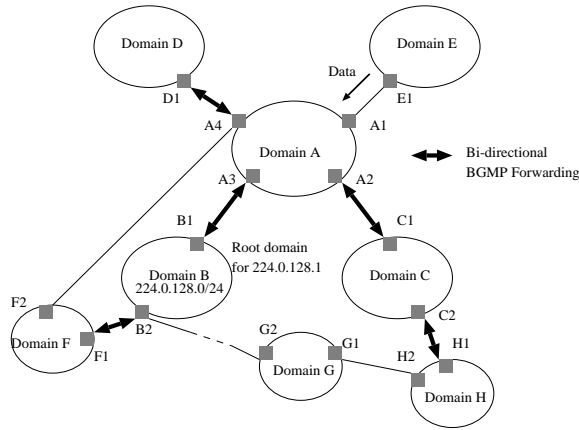 Domain D
Domain E
Data
D1
E1
A4
A1
Domain A
Bi-directional
BGMP Forwarding
A3
A2
B1
C1
Root domain
for 224.0.128.1
Domain B
224.0.128.0/24
Domain C
F2
B2
C2
Domain F
F1
G2
G1
H1
H2
Domain G
Domain H